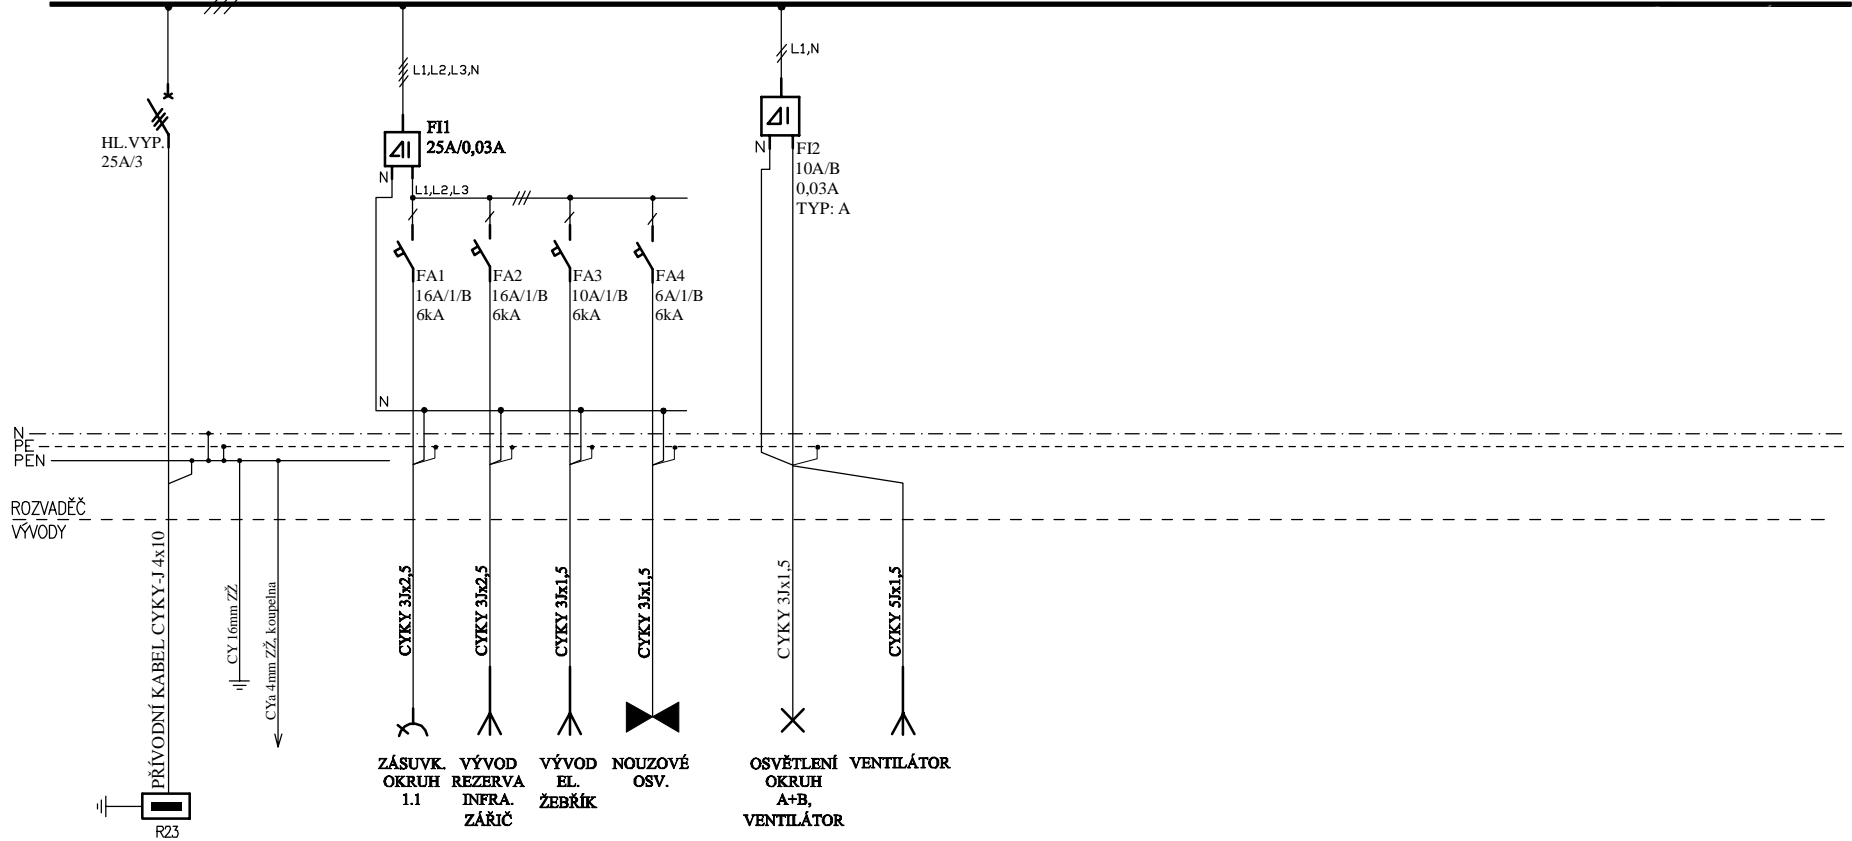 L1,N
L1,L2,L3,N
HL.VYP.
25A/3
FI1
25A/0,03A
N
L1,L2,L3
N
FI2
10A/B
0,03A
TYP: A
FA1
16A/1/B
6kA
FA2
16A/1/B
6kA
FA3
10A/1/B
6kA
FA4
6A/1/B
6kA
N
N
PE
PEN
ROZVADĚČ
VÝVODY
PŘÍVODNÍ KABEL CYKY-J 4x10
CY 16mm ZŽ
CYa 4mm ZŽ, koupelna
CYKY 3Jx2,5
CYKY 3Jx2,5
CYKY 3Jx1,5
CYKY 3Jx1,5
CYKY 3Jx1,5
CYKY 5Jx1,5
R23
ZÁSUVK.
OKRUH
1.1
VÝVOD
REZERVA
INFRA.
ZÁŘIČ
VÝVOD
EL.
ŽEBŘÍK
NOUZOVÉ
OSV.
OSVĚTLENÍ
OKRUH
A+B,
VENTILÁTOR
VENTILÁTOR